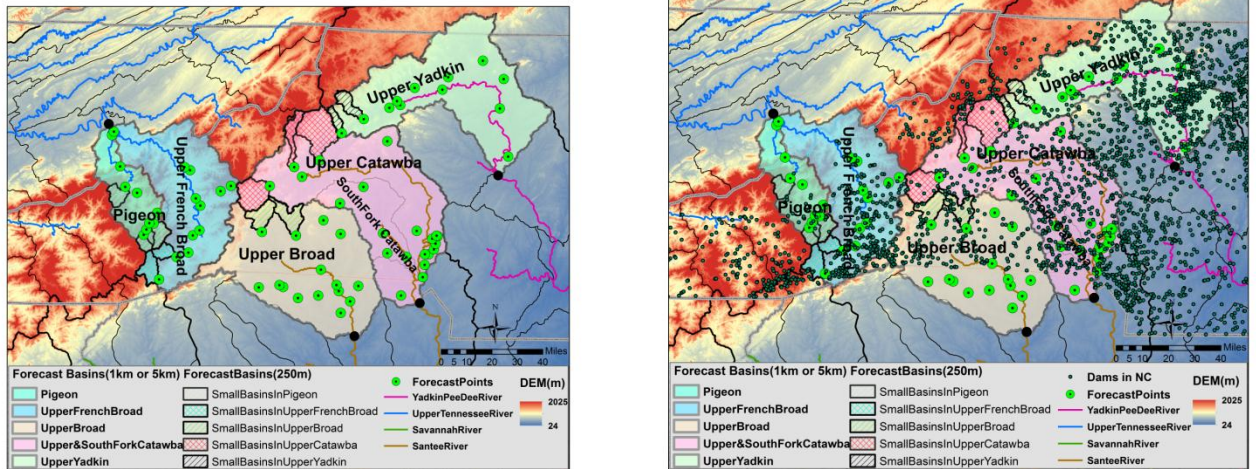 Upper Yadkin
Upper Catawba
Upper French Broad
Pigeon
SouthFork Catawba
Upper Broad
N
Miles
0 5 10 20 30 40
Forecast Basins(1km or 5km) ForecastBasins(250m)
Pigeon
UpperFrenchBroad
UpperBroad
Upper&SouthForkCatawba
UpperYadkin
SmallBasinsInPigeon
SmallBasinsInUpperFrenchBroad
SmallBasinsInUpperBroad
SmallBasinsInUpperCatawba
SmallBasinsInUpperYadkin
ForecastPoints
YadkinPeeDeeRiver
UpperTennesseeRiver
SavannahRiver
SanteeRiver
DEM(m)
2025
24
Upper Yadkin
Upper Catawba
Upper French Broad
Pigeon
SouthFork Catawba
Upper Broad
N
Miles
0 5 10 20 30 40
Forecast Basins(1km or 5km) ForecastBasins(250m)
Pigeon
UpperFrenchBroad
UpperBroad
Upper&SouthForkCatawba
UpperYadkin
SmallBasinsInPigeon
SmallBasinsInUpperFrenchBroad
SmallBasinsInUpperBroad
SmallBasinsInUpperCatawba
SmallBasinsInUpperYadkin
Dams in NC
ForecastPoints
YadkinPeeDeeRiver
UpperTennesseeRiver
SavannahRiver
SanteeRiver
DEM(m)
2025
24